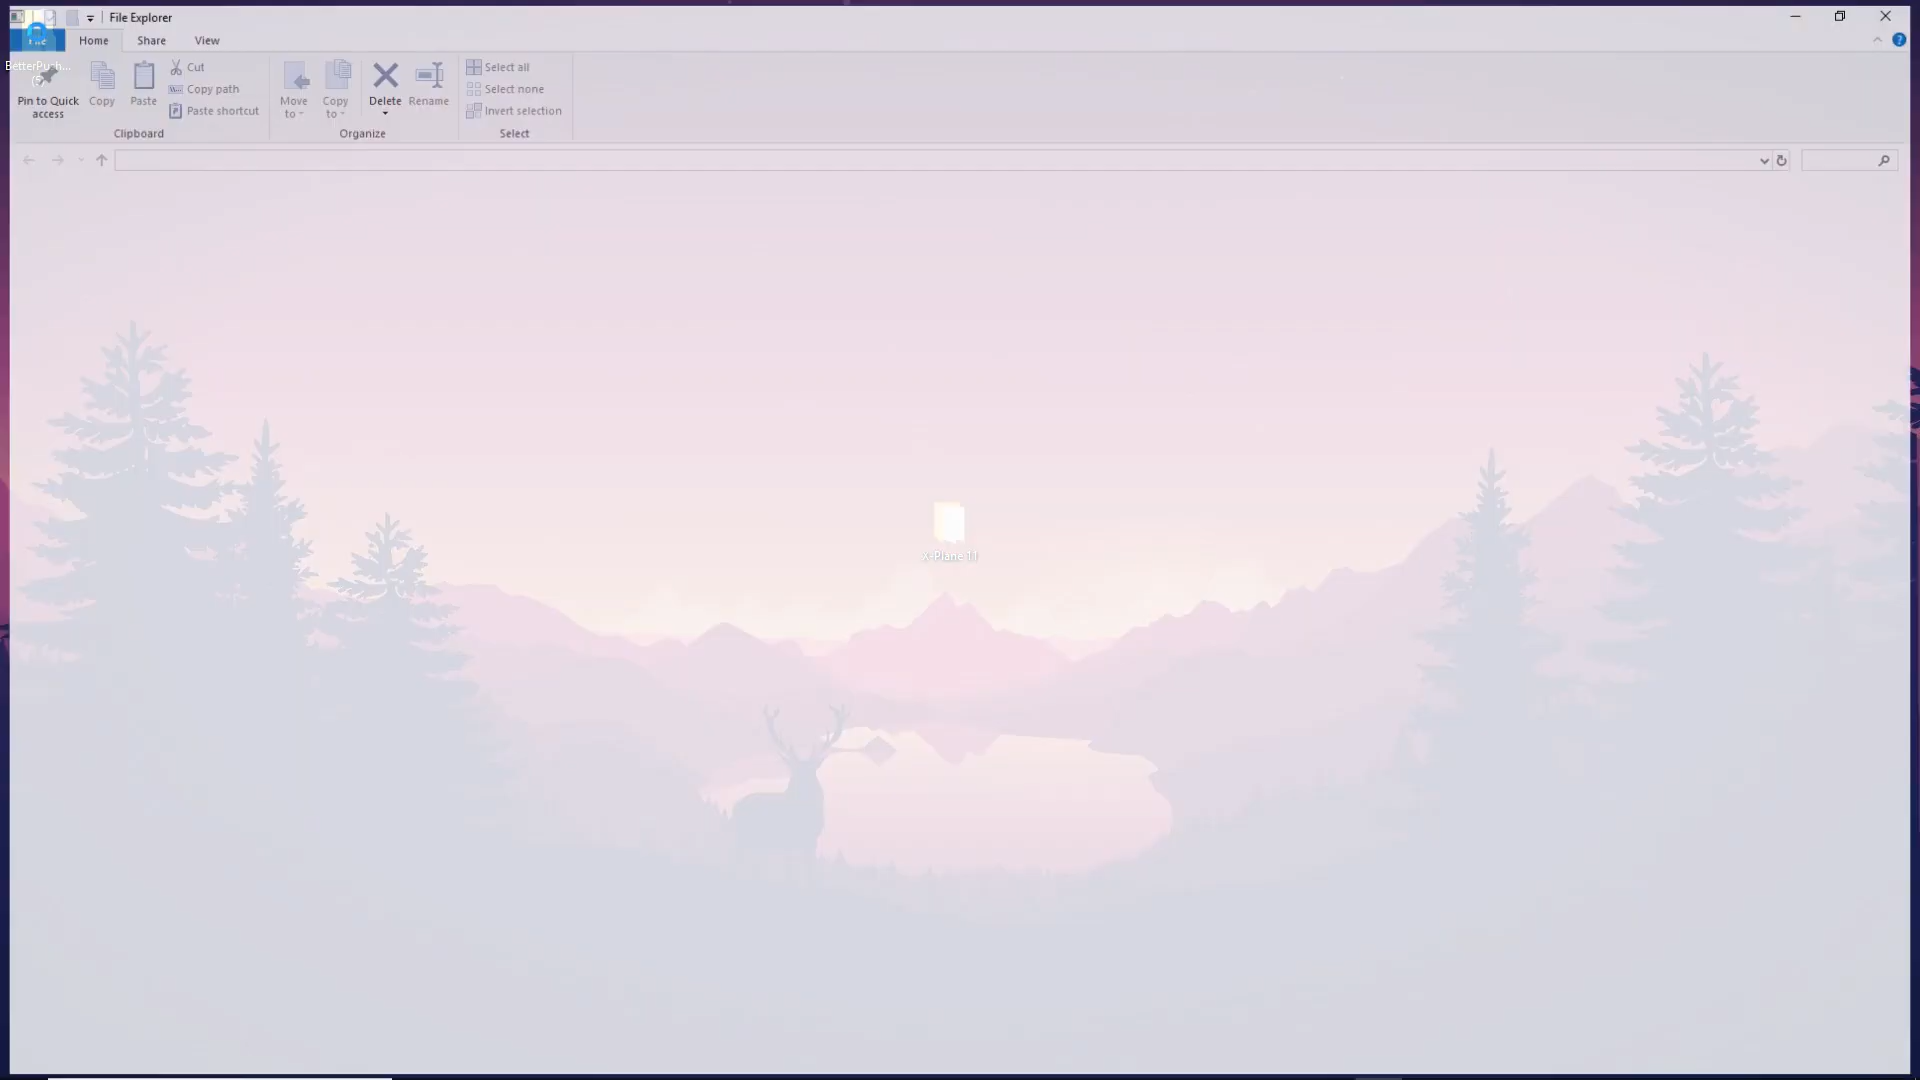 File Explorer
Home
Share
View
BetterPush...
Pin to Quick access
Copy
Paste
Cut
Copy path
Paste shortcut
Clipboard
Move to
Copy to
Delete
Rename
Organize
Select all
Select none
Invert selection
Select
X-Plane 11